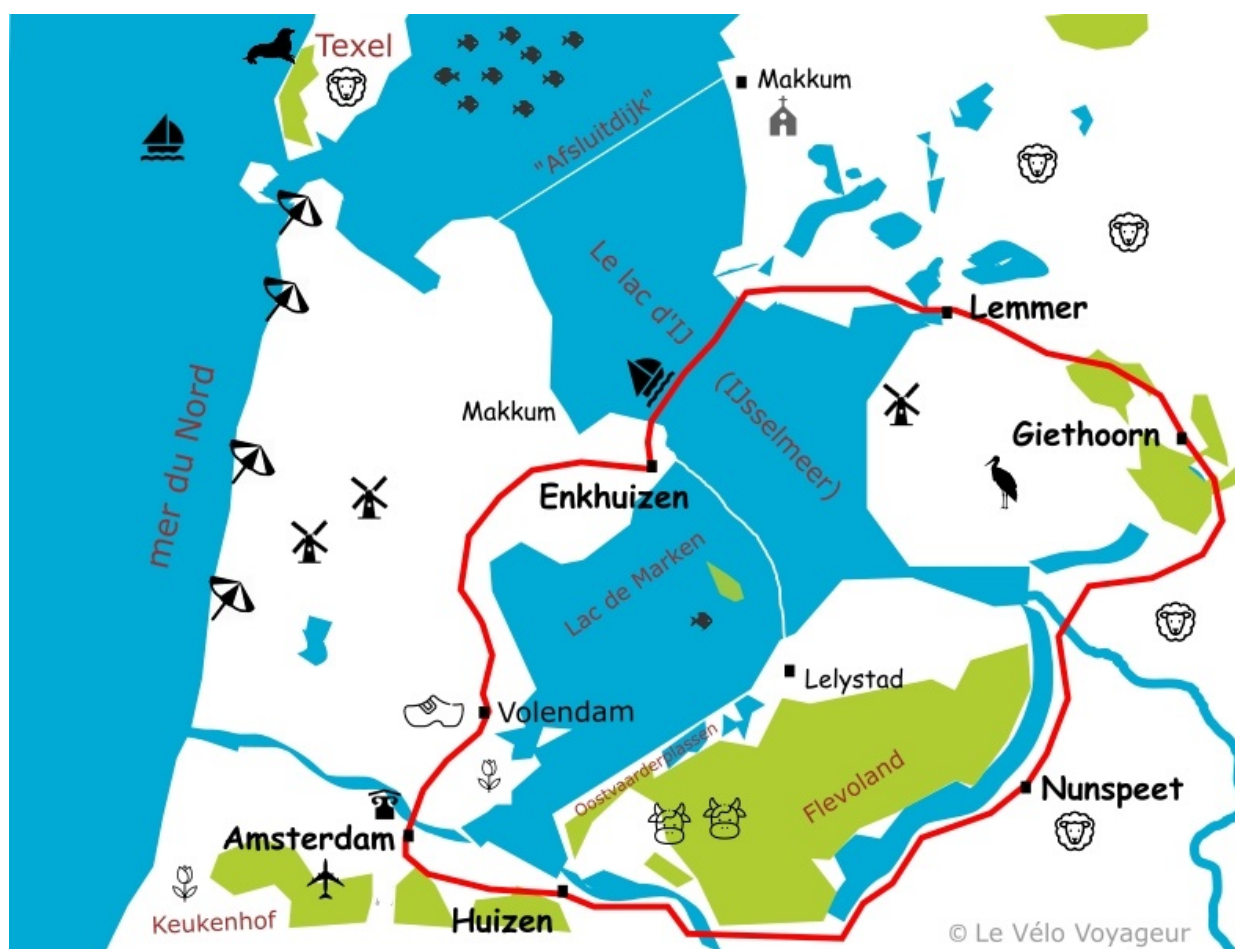 Texel
Makkum
"Afsluitdijk"
Le lac d'IJ
(IJsselmeer)
Lemmer
mer du Nord
Makkum
Giethoorn
Enkhuizen
Lac de Marken
Lelystad
Volendam
Oostvaarderplassen
Flevoland
Nunspeet
Amsterdam
Keukenhof
Huizen
© Le Vélo Voyageur